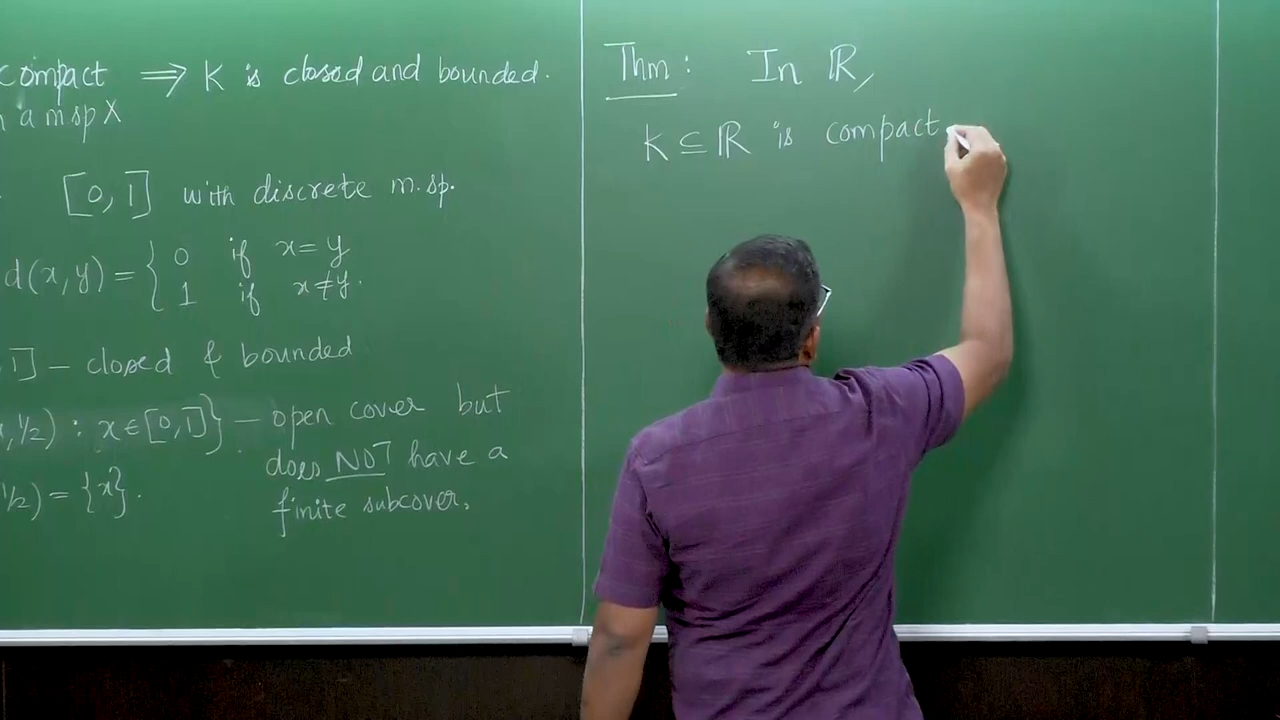 compact ⟹ K is closed and bounded.
a m sp X
[0, 1] with discrete m. sp.
d(x, y) = { 0 if x = y
1 if x ≠ y.
1] – closed & bounded
, 1/2) : x ∈ [0, 1] } – open cover but
does NOT have a
1/2) = {x}.
finite subcover.
Thm : In ℝ,
K ⊆ ℝ is compact